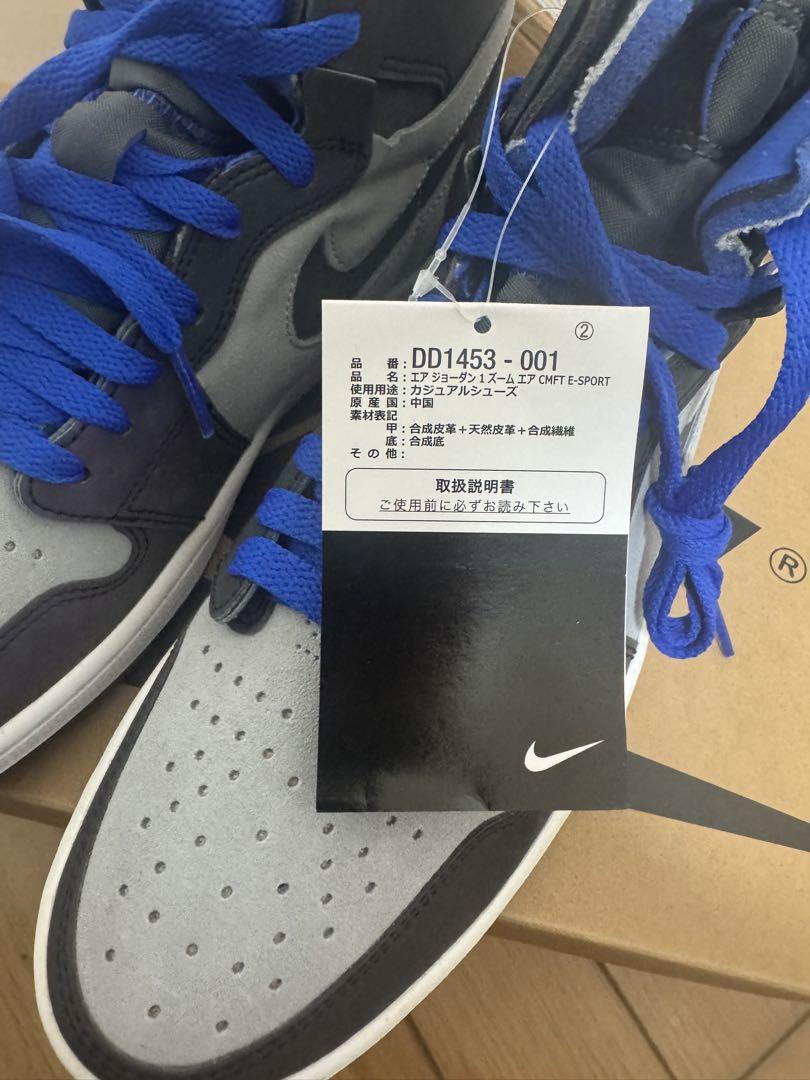 ②
品番：DD1453 - 001
品名：エア ジョーダン 1 ズーム エア CMFT E-SPORT
使用用途：カジュアルシューズ
原産国：中国
素材表記
甲：合成皮革＋天然皮革＋合成繊維
底：合成底
その他：
取扱説明書
ご使用前に必ずお読み下さい
®